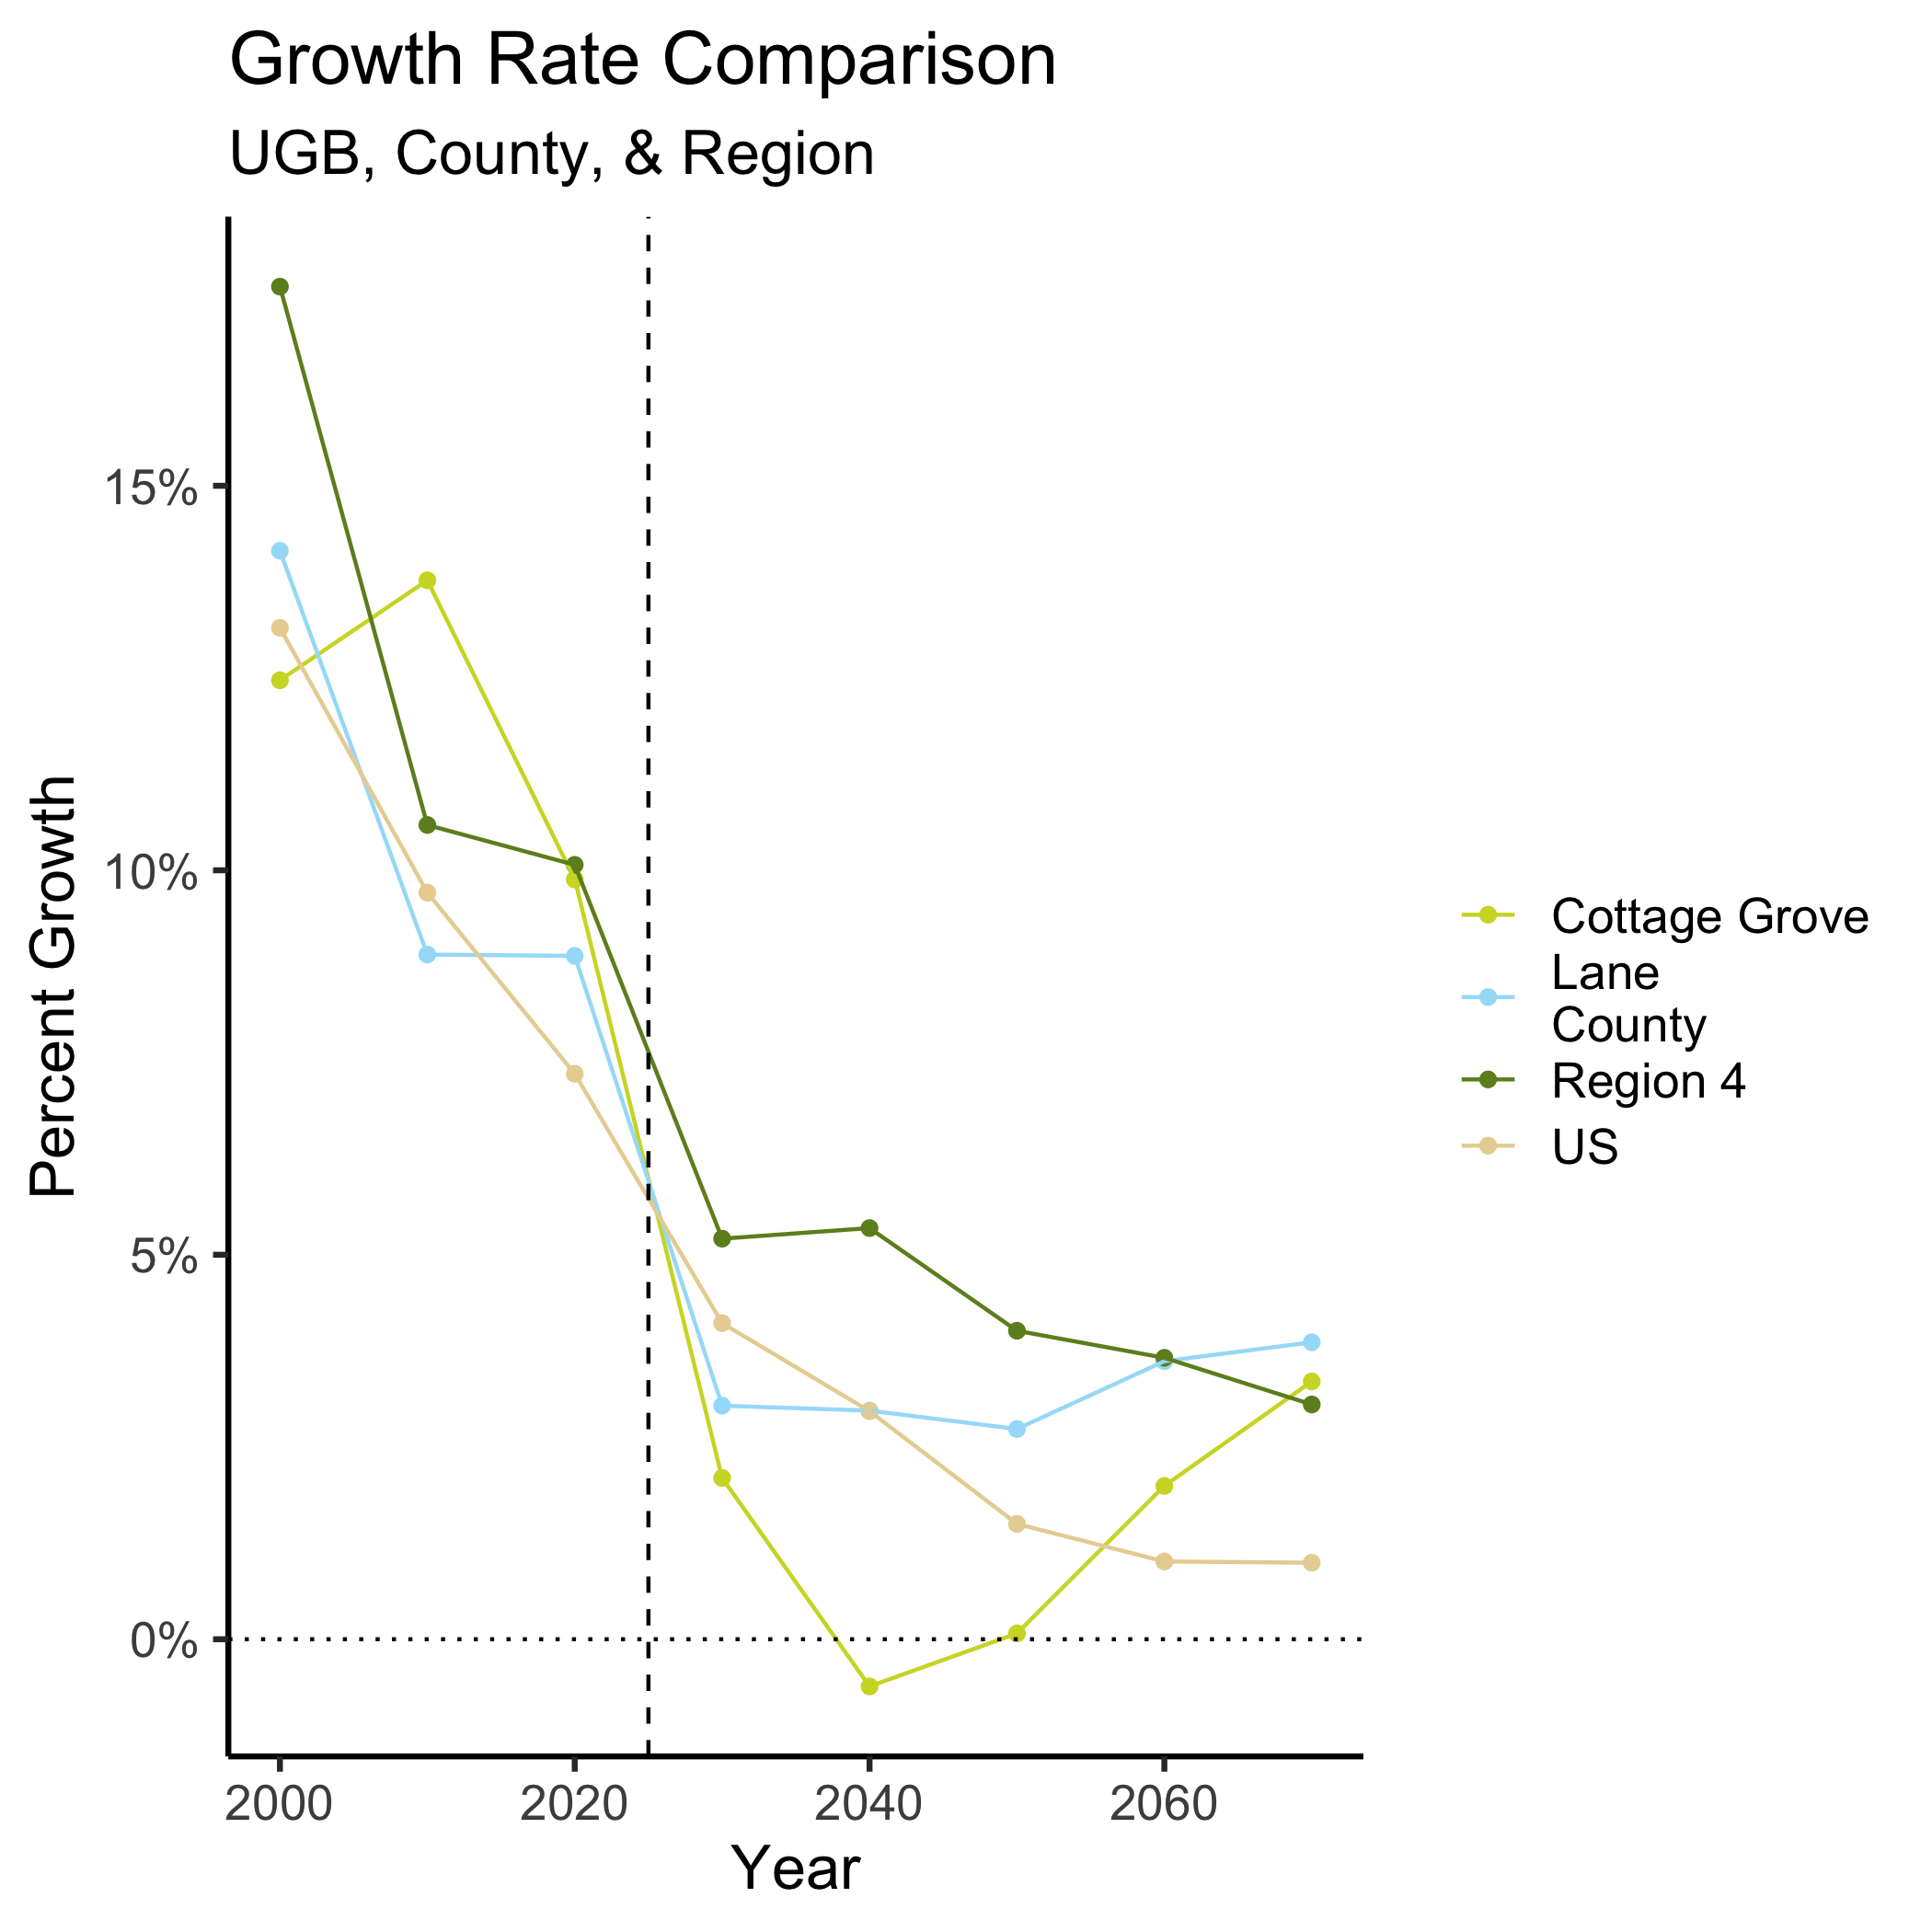 Growth Rate Comparison
UGB, County, & Region
Percent Growth
15%
10%
5%
0%
2000
2020
2040
2060
Year
Cottage Grove
Lane
County
Region 4
US